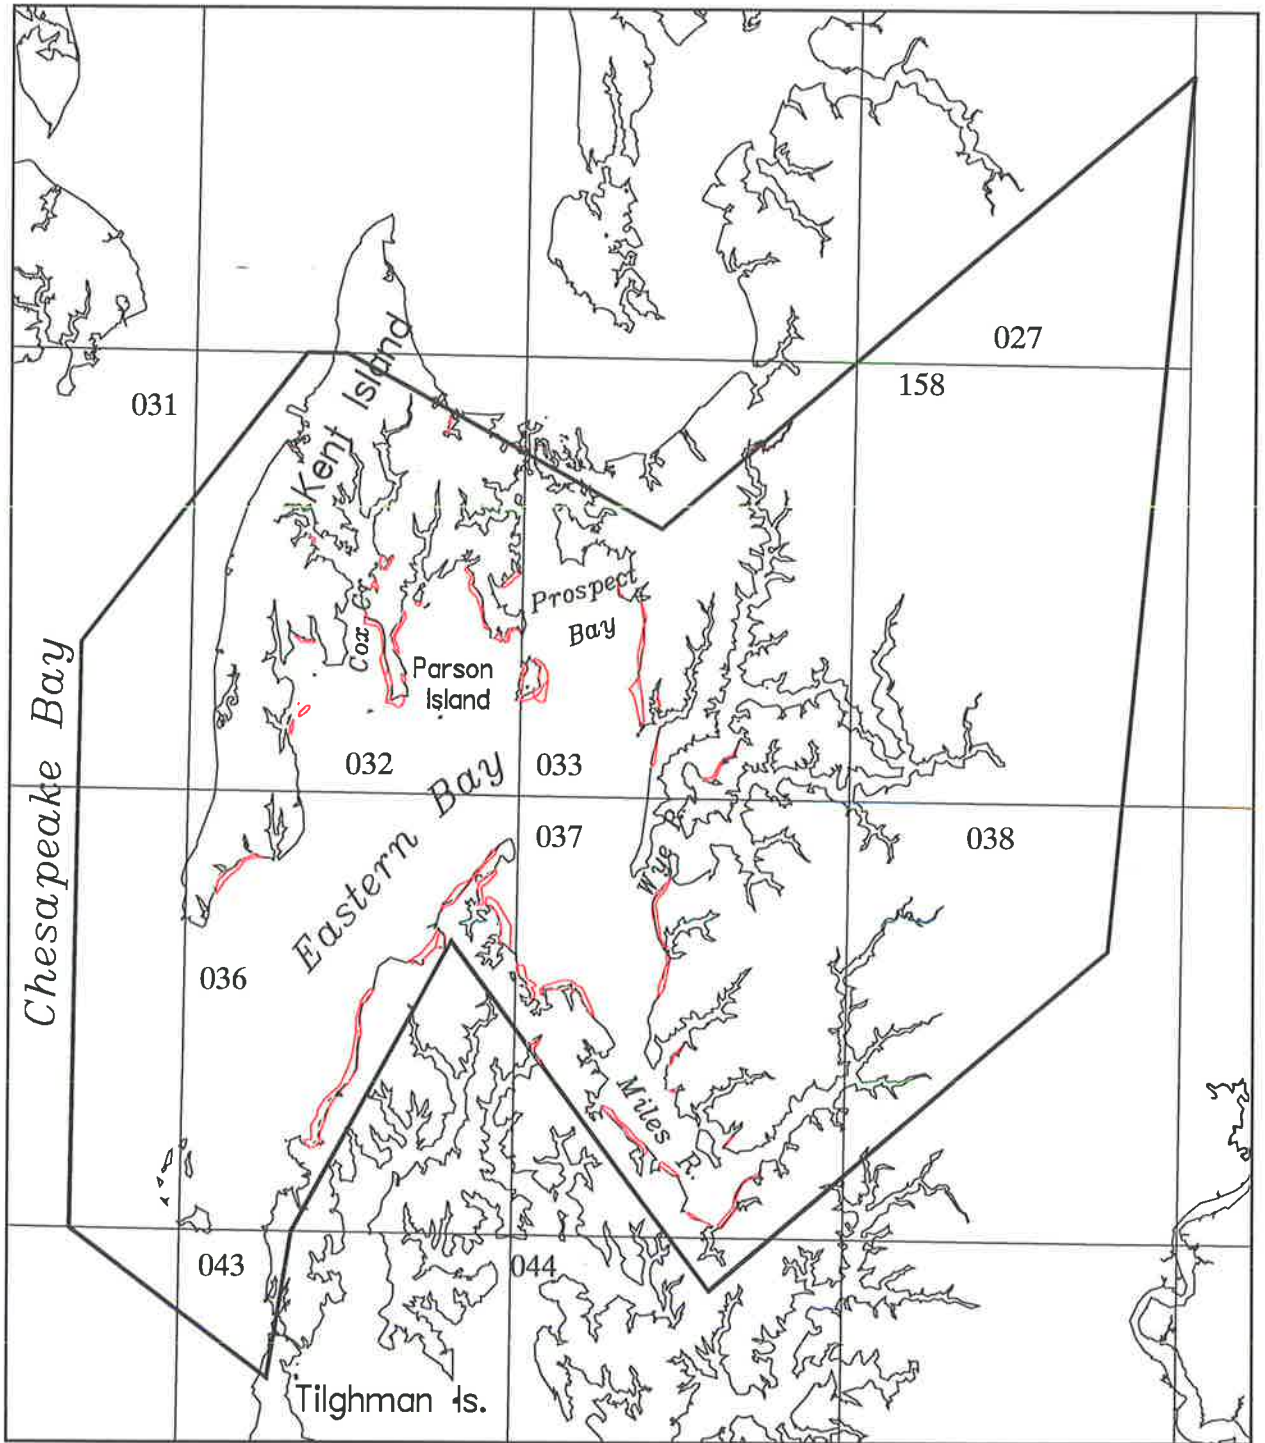 027
158
031
Kent Island
Prospect
Bay
Cox Cr.
Parson
Island
032
033
Chesapeake Bay
Eastern Bay
037
038
Wye R.
036
Miles R.
043
044
Tilghman Is.